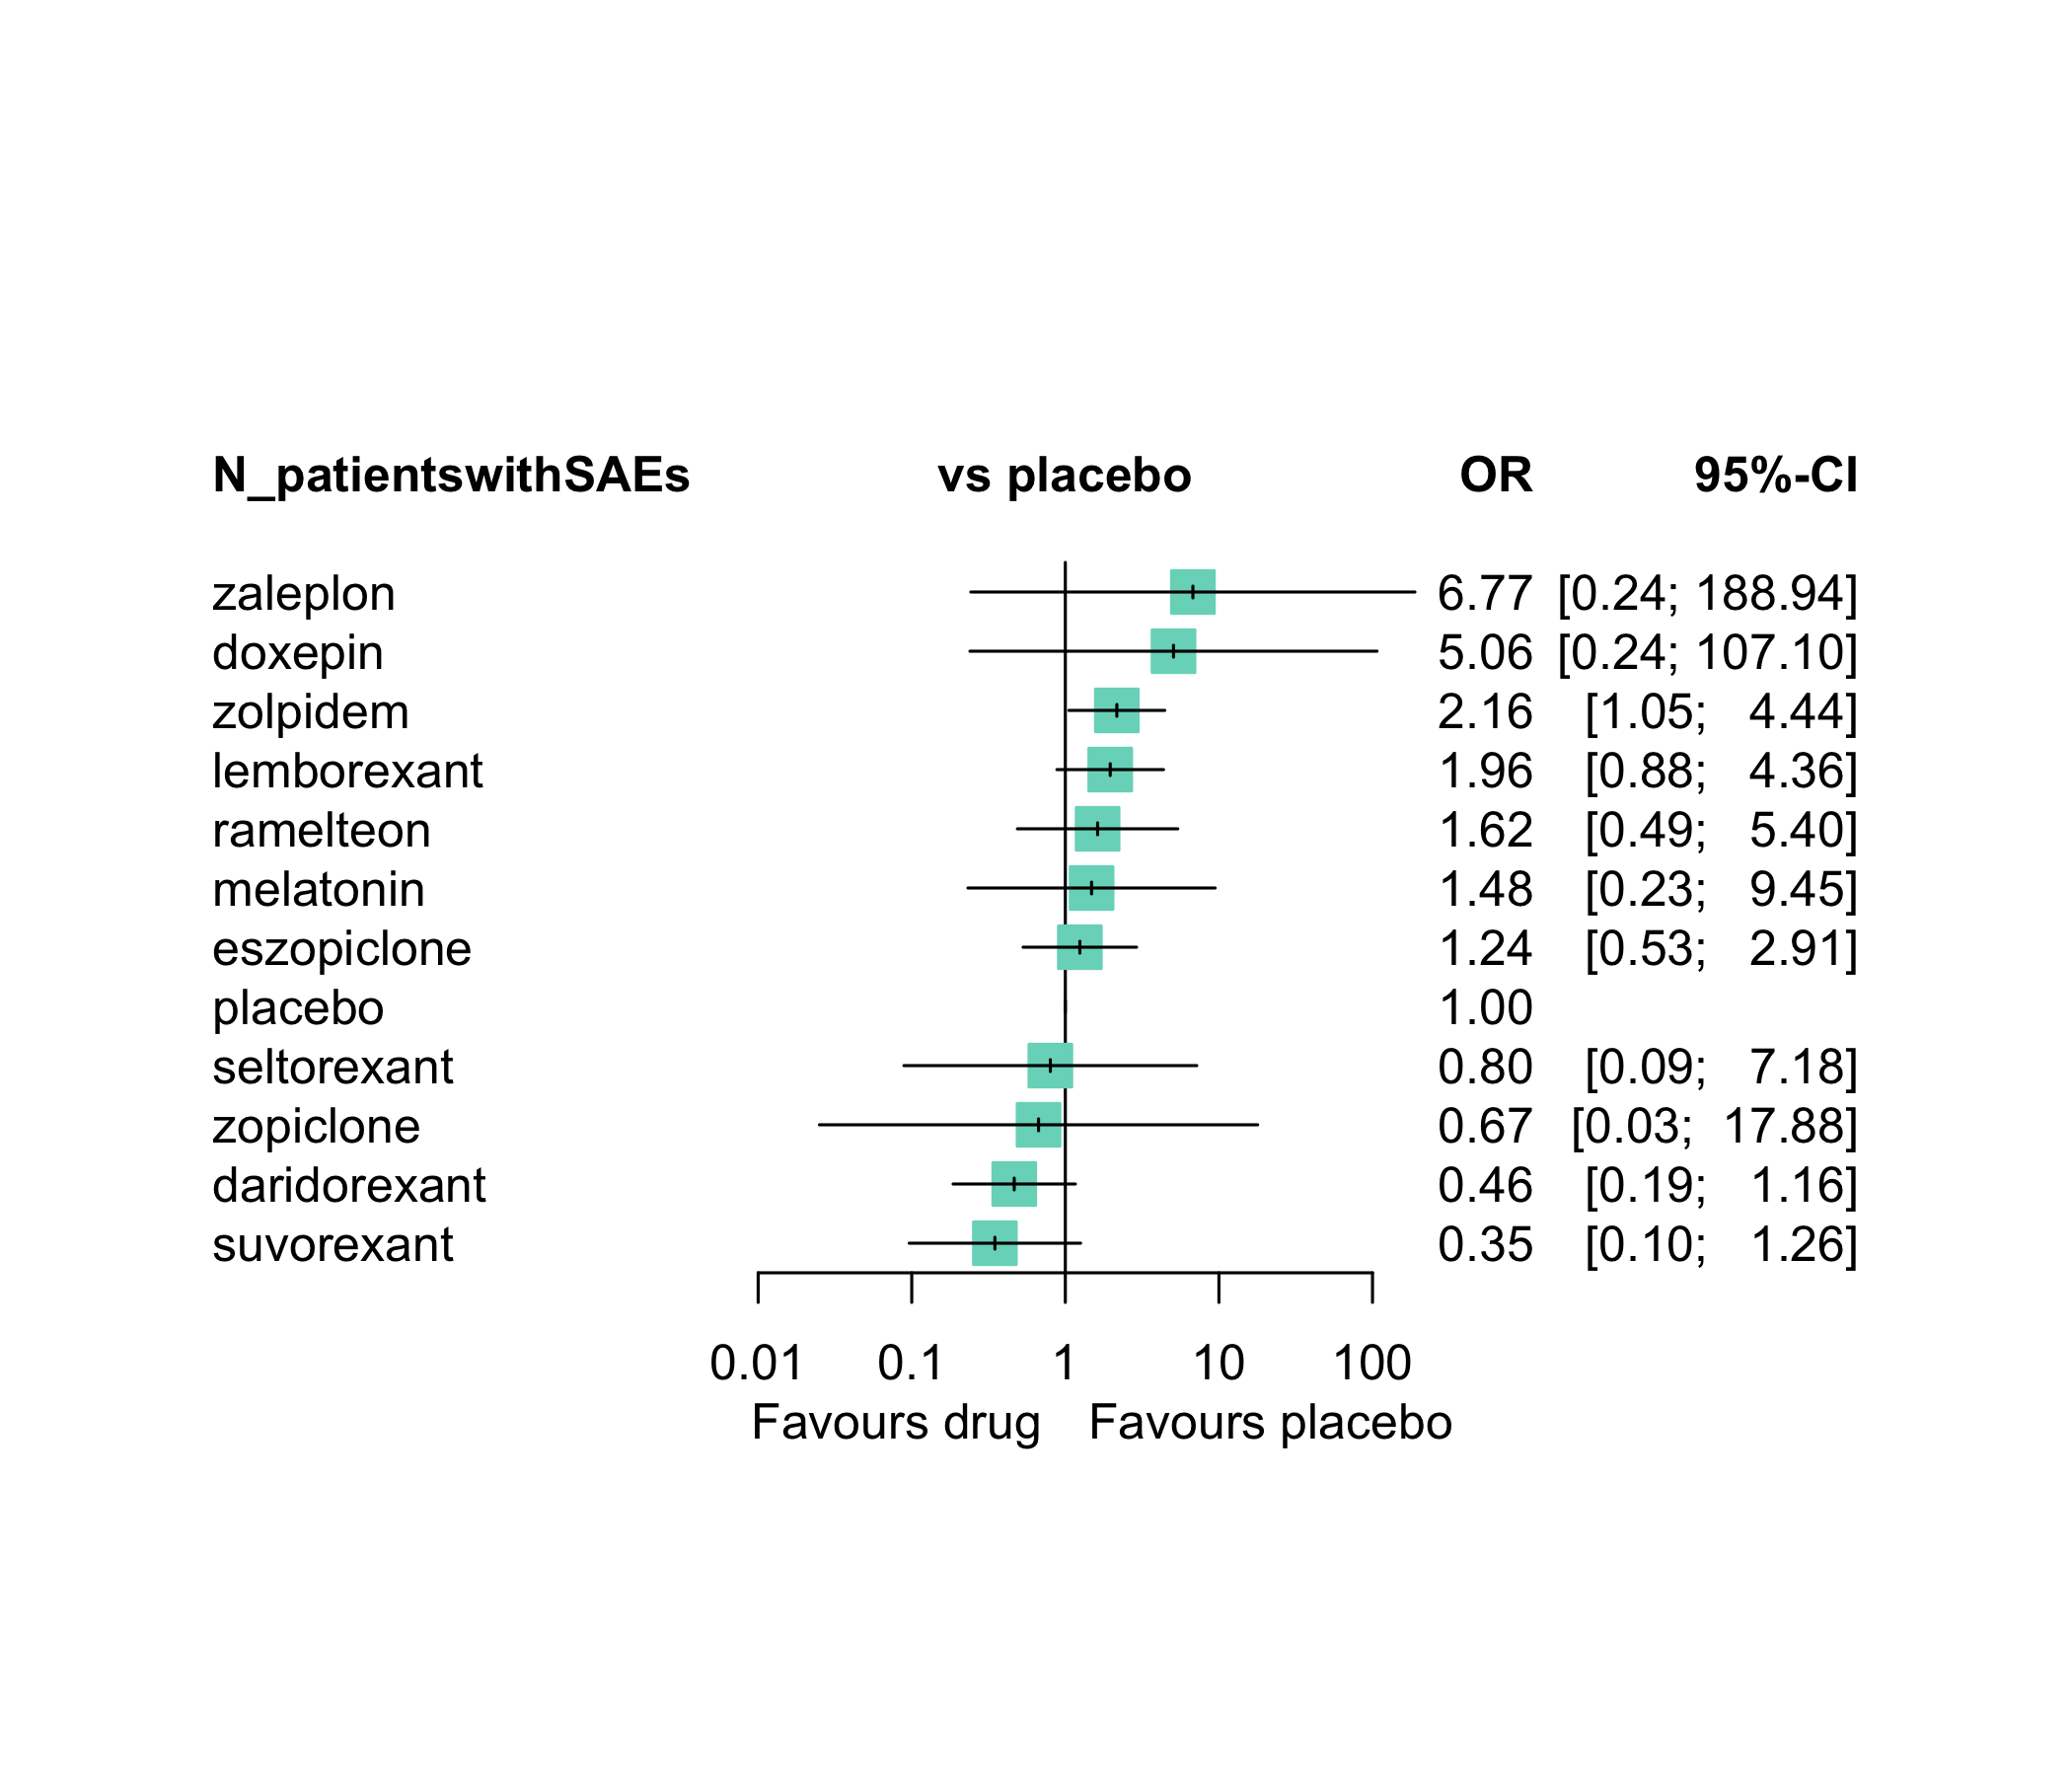 N_patientswithSAEs vs placebo OR 95%-CI
zaleplon 6.77 [0.24; 188.94]
doxepin 5.06 [0.24; 107.10]
zolpidem 2.16 [1.05; 4.44]
lemborexant 1.96 [0.88; 4.36]
ramelteon 1.62 [0.49; 5.40]
melatonin 1.48 [0.23; 9.45]
eszopiclone 1.24 [0.53; 2.91]
placebo 1.00
seltorexant 0.80 [0.09; 7.18]
zopiclone 0.67 [0.03; 17.88]
daridorexant 0.46 [0.19; 1.16]
suvorexant 0.35 [0.10; 1.26]
0.01 0.1 1 10 100
Favours drug Favours placebo